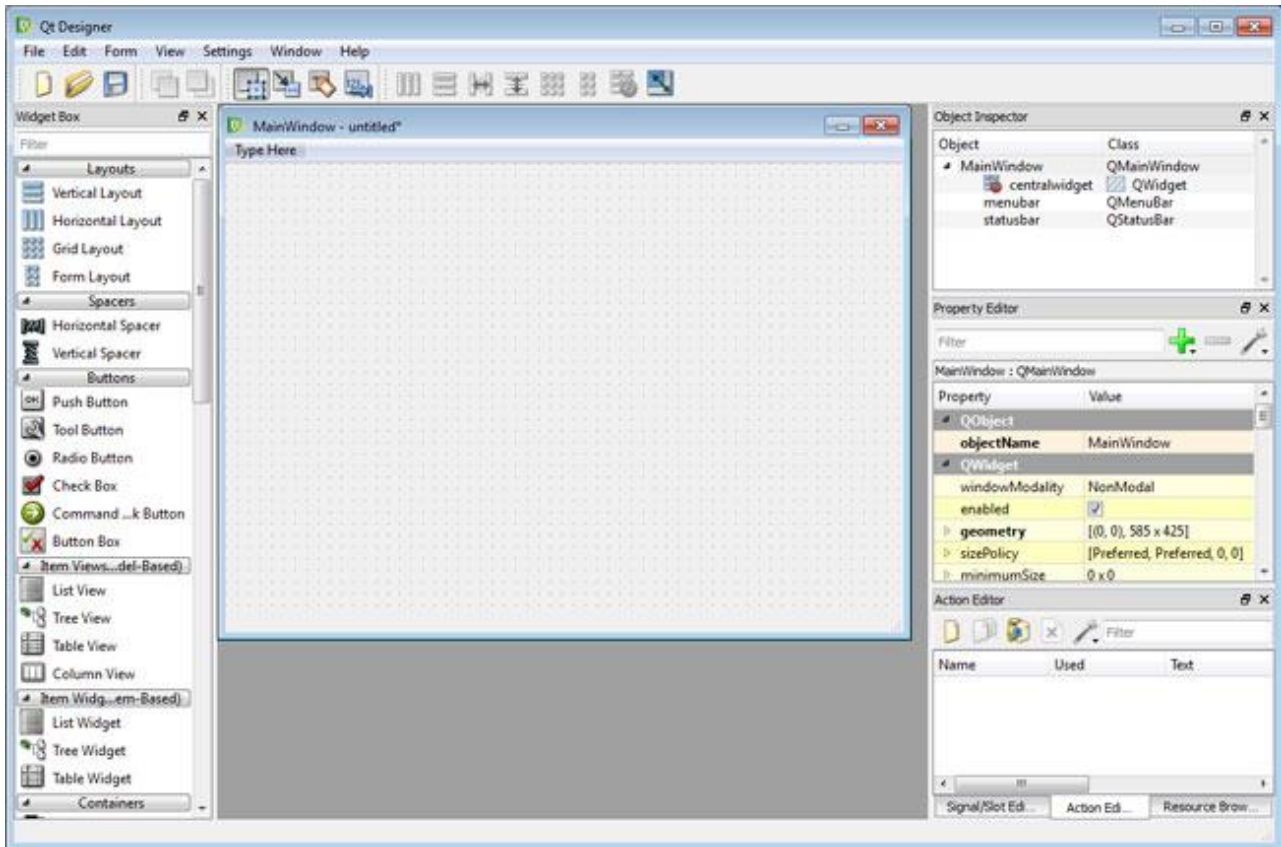 Qt Designer
File Edit Form View Settings Window Help
Widget Box
Filter
Layouts
Vertical Layout
Horizontal Layout
Grid Layout
Form Layout
Spacers
Horizontal Spacer
Vertical Spacer
Buttons
Push Button
Tool Button
Radio Button
Check Box
Command ...k Button
Button Box
Item Views...del-Based)
List View
Tree View
Table View
Column View
Item Widg...em-Based)
List Widget
Tree Widget
Table Widget
Containers
MainWindow - untitled*
Type Here
Object Inspector
Object Class
MainWindow QMainWindow
centralwidget QWidget
menubar QMenuBar
statusbar QStatusBar
Property Editor
Filter
MainWindow : QMainWindow
Property Value
QObject
objectName MainWindow
QWidget
windowModality NonModal
enabled
geometry [(0, 0), 585 x 425]
sizePolicy [Preferred, Preferred, 0, 0]
minimumSize 0 x 0
Action Editor
Filter
Name Used Text
Signal/Slot Edi... Action Edi... Resource Brow...